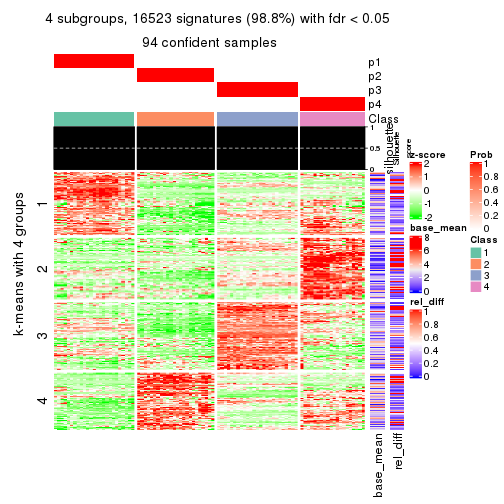 4 subgroups, 16523 signatures (98.8%) with fdr < 0.05
94 confident samples
p1
p2
p3
p4
Class
1
0.5
0
silhouette
Silhouette
score
k-means with 4 groups
1
2
3
4
base_mean
rel_diff
z-score
2
1
0
-1
-2
base_mean
8
6
4
2
0
rel_diff
1
0.8
0.6
0.4
0.2
0
Prob
1
0.8
0.6
0.4
0.2
0
Class
1
2
3
4